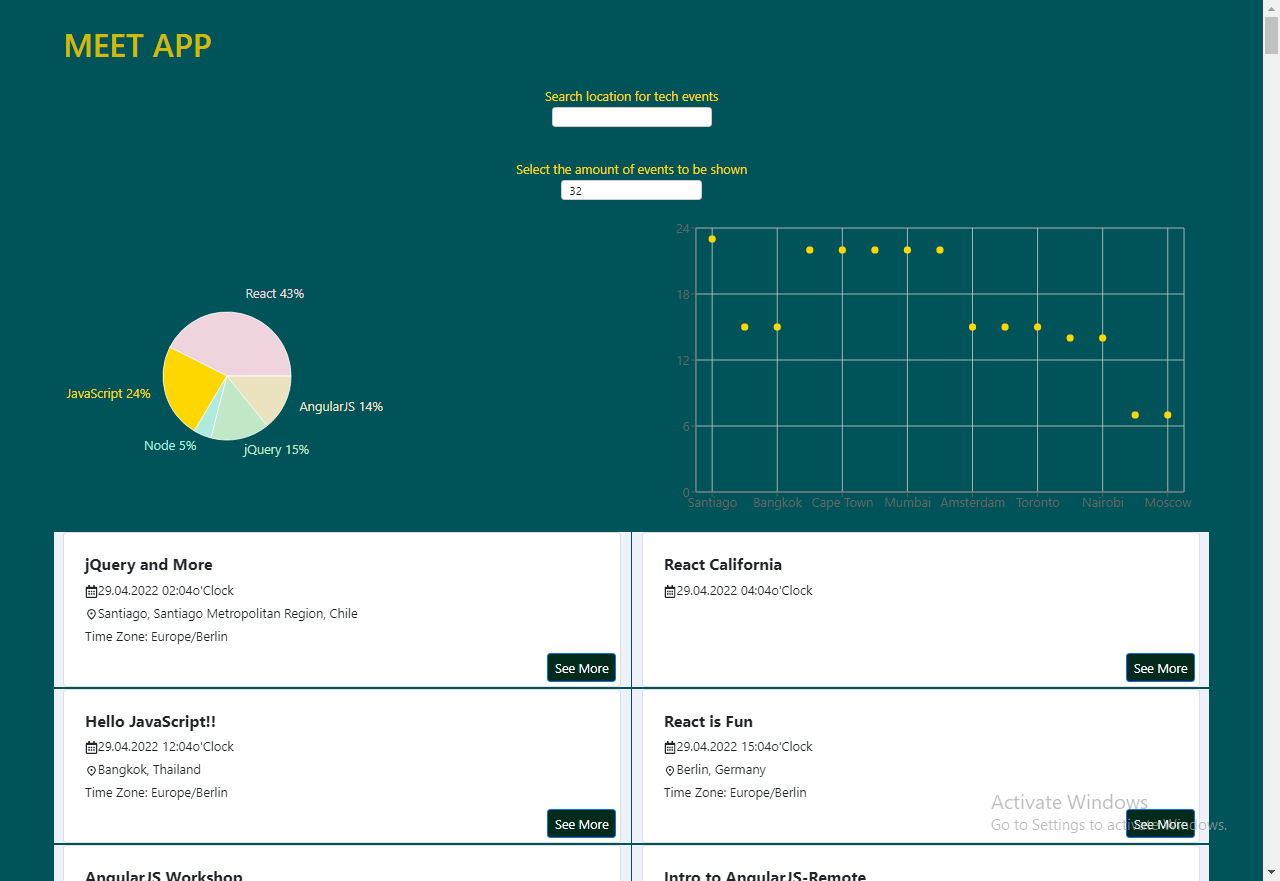 MEET APP
Search location for tech events
Select the amount of events to be shown
32
React 43%
JavaScript 24%
AngularJS 14%
Node 5%
jQuery 15%
24
18
12
6
0
Santiago Bangkok Cape Town Mumbai Amsterdam Toronto Nairobi Moscow
jQuery and More
29.04.2022 02:04o'Clock
Santiago, Santiago Metropolitan Region, Chile
Time Zone: Europe/Berlin
See More
React California
29.04.2022 04:04o'Clock
See More
Hello JavaScript!!
29.04.2022 12:04o'Clock
Bangkok, Thailand
Time Zone: Europe/Berlin
See More
React is Fun
29.04.2022 15:04o'Clock
Berlin, Germany
Time Zone: Europe/Berlin
See More
Activate Windows
Go to Settings to activate Windows.
AngularJS Workshop
Intro to AngularJS-Remote